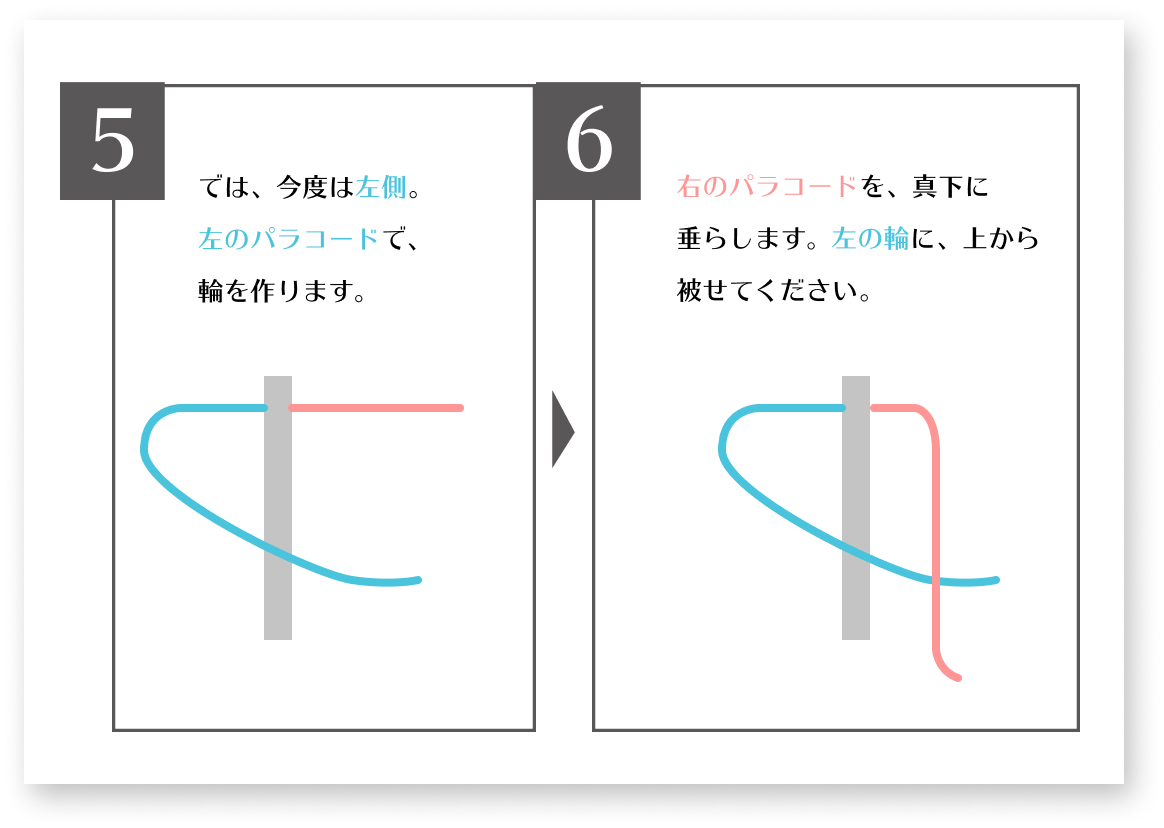 5
では、今度は左側。
左のパラコードで、
輪を作ります。
6
右のパラコードを、真下に
垂らします。左の輪に、上から
被せてください。